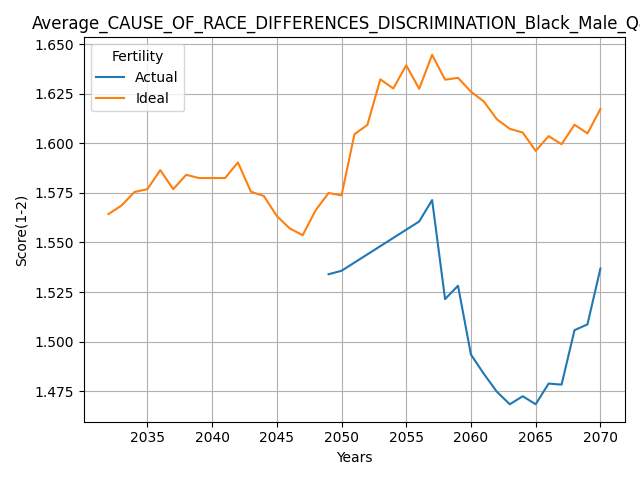 Average_CAUSE_OF_RACE_DIFFERENCES_DISCRIMINATION_Black_Male_Q
Fertility
Actual
Ideal
1.650
1.625
1.600
1.575
1.550
1.525
1.500
1.475
Score(1-2)
2035 2040 2045 2050 2055 2060 2065 2070
Years